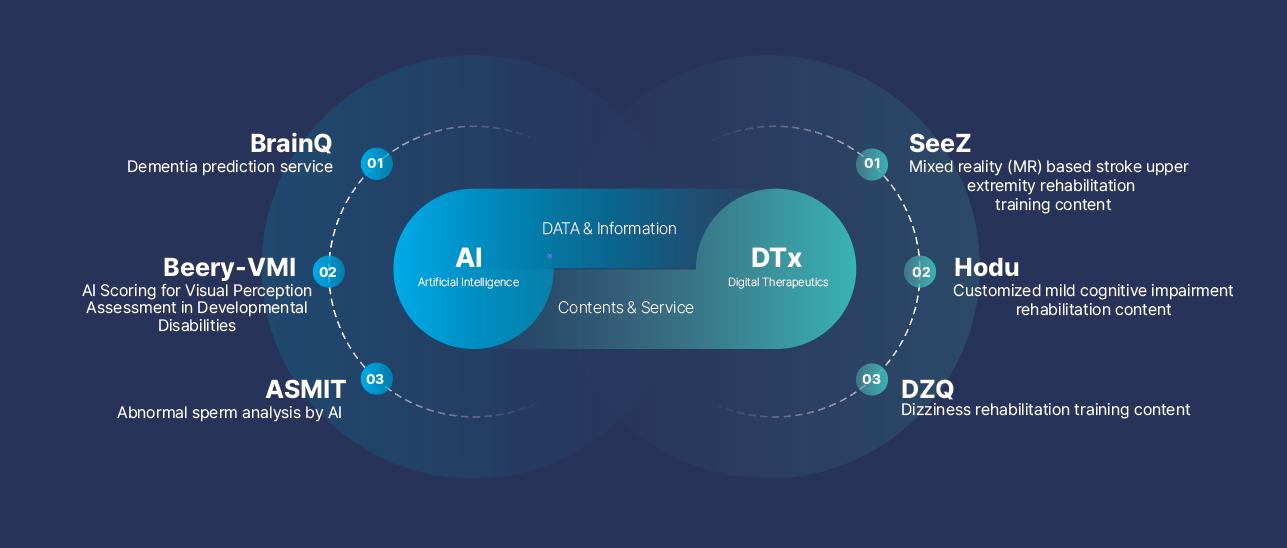 BrainQ
Dementia prediction service
01
Beery-VMI
AI Scoring for Visual Perception
Assessment in Developmental
Disabilities
02
ASMIT
Abnormal sperm analysis by AI
03
AI
Artificial Intelligence
DATA & Information
Contents & Service
DTx
Digital Therapeutics
01
SeeZ
Mixed reality (MR) based stroke upper
extremity rehabilitation
training content
02
Hodu
Customized mild cognitive impairment
rehabilitation content
03
DZQ
Dizziness rehabilitation training content